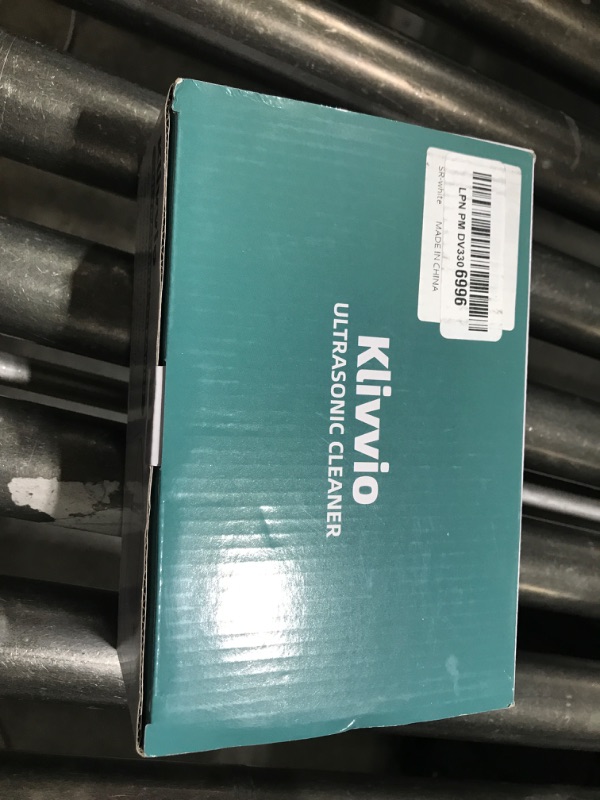 Klivvio
ULTRASONIC CLEANER
LPN PM DV330 6996
SR-white MADE IN CHINA